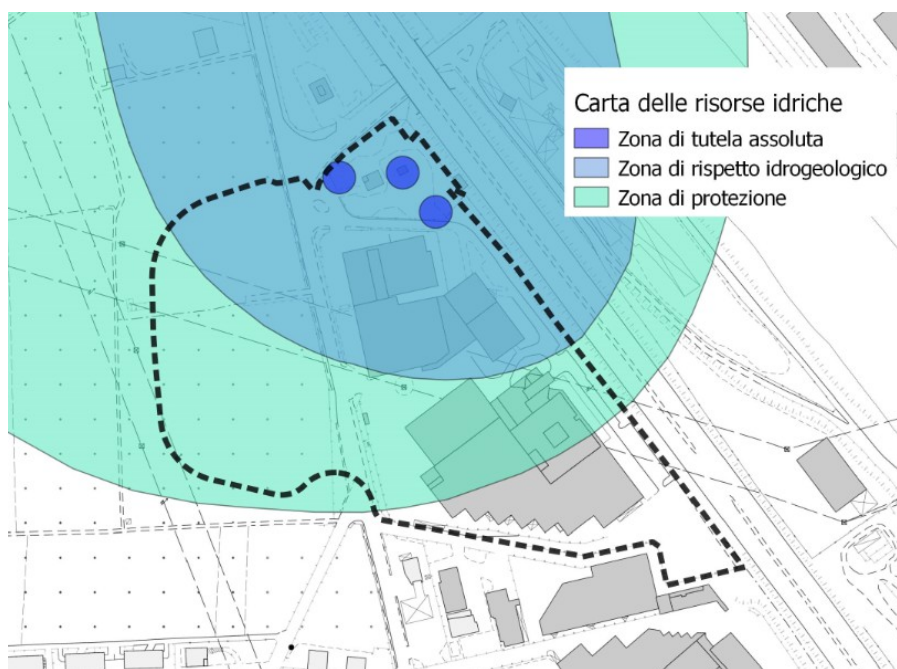 Carta delle risorse idriche
Zona di tutela assoluta
Zona di rispetto idrogeologico
Zona di protezione